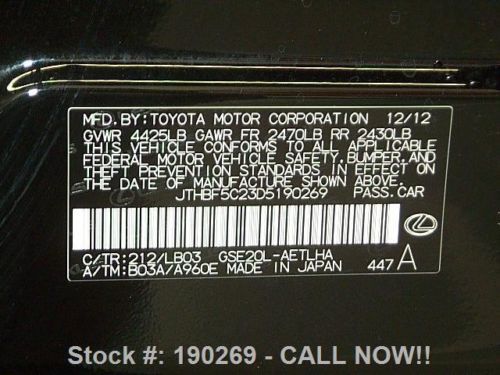 MFD.BY:TOYOTA MOTOR CORPORATION 12/12
GVWR 4425LB GAWR FR 2470LB RR 2430LB
THIS VEHICLE CONFORMS TO ALL APPLICABLE
FEDERAL MOTOR VEHICLE SAFETY,BUMPER,AND
THEFT PREVENTION STANDARDS IN EFFECT ON
THE DATE OF MANUFACTURE SHOWN ABOVE.
JTHBF5C23D5190269 PASS.CAR
C/TR:212/LB03 GSE20L-AETLHA
A/TM:B03A/A960E MADE IN JAPAN 447 A
Stock #: 190269 - CALL NOW!!